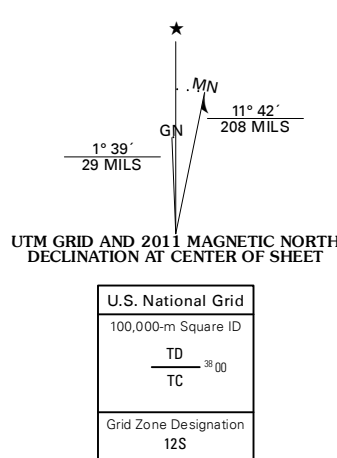 ★
MN
GN
11° 42´
208 MILS
1° 39´
29 MILS
UTM GRID AND 2011 MAGNETIC NORTH
DECLINATION AT CENTER OF SHEET
U.S. National Grid
100,000-m Square ID
TD
38 00
TC
Grid Zone Designation
12S